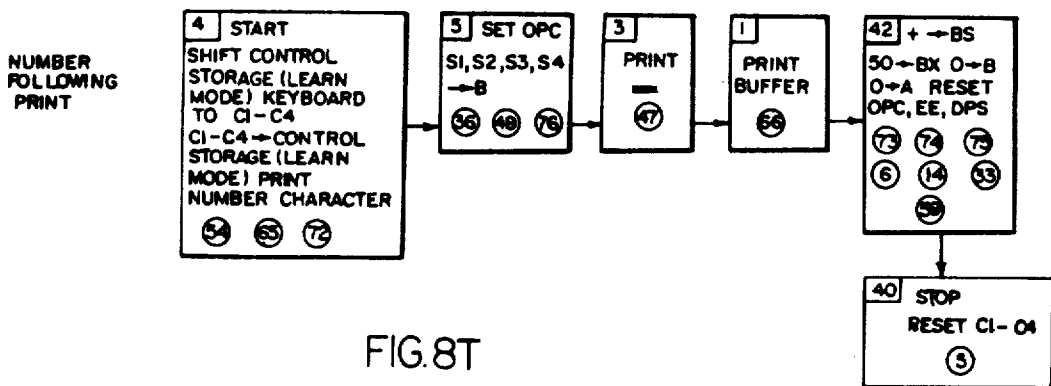 NUMBER
FOLLOWING
PRINT
4 START
SHIFT CONTROL
STORAGE (LEARN
MODE) KEYBOARD
TO C1-C4
C1-C4→CONTROL
STORAGE (LEARN
MODE) PRINT
NUMBER CHARACTER
54 65 72
5 SET OPC
S1, S2, S3, S4
→B
36 48 76
3
PRINT
—
47
1
PRINT
BUFFER
66
42 + →BS
50→BX 0→B
0→A RESET
OPC, EE, DPS
73 74 75
6 14 33
59
40 STOP
RESET C1-C4
5
FIG.8T